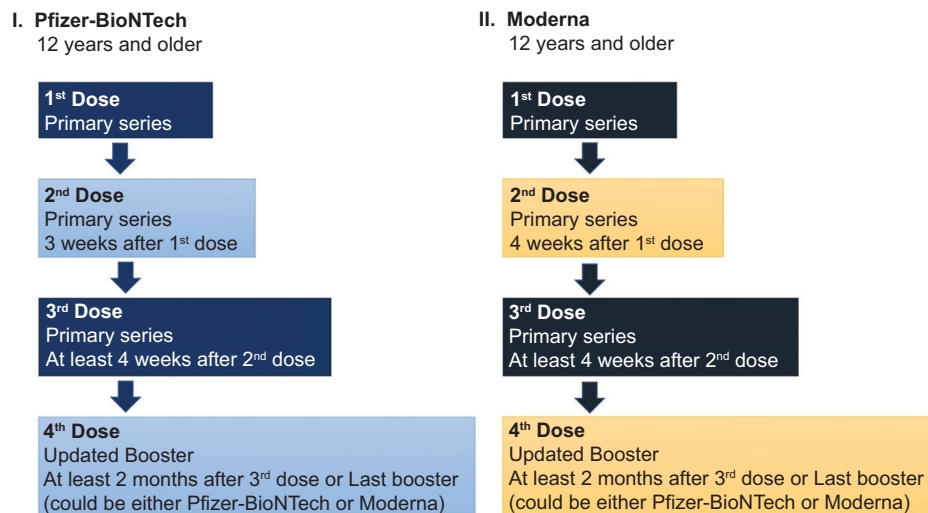 I. Pfizer-BioNTech
12 years and older
1st Dose
Primary series
2nd Dose
Primary series
3 weeks after 1st dose
3rd Dose
Primary series
At least 4 weeks after 2nd dose
4th Dose
Updated Booster
At least 2 months after 3rd dose or Last booster
(could be either Pfizer-BioNTech or Moderna)
II. Moderna
12 years and older
1st Dose
Primary series
2nd Dose
Primary series
4 weeks after 1st dose
3rd Dose
Primary series
At least 4 weeks after 2nd dose
4th Dose
Updated Booster
At least 2 months after 3rd dose or Last booster
(could be either Pfizer-BioNTech or Moderna)